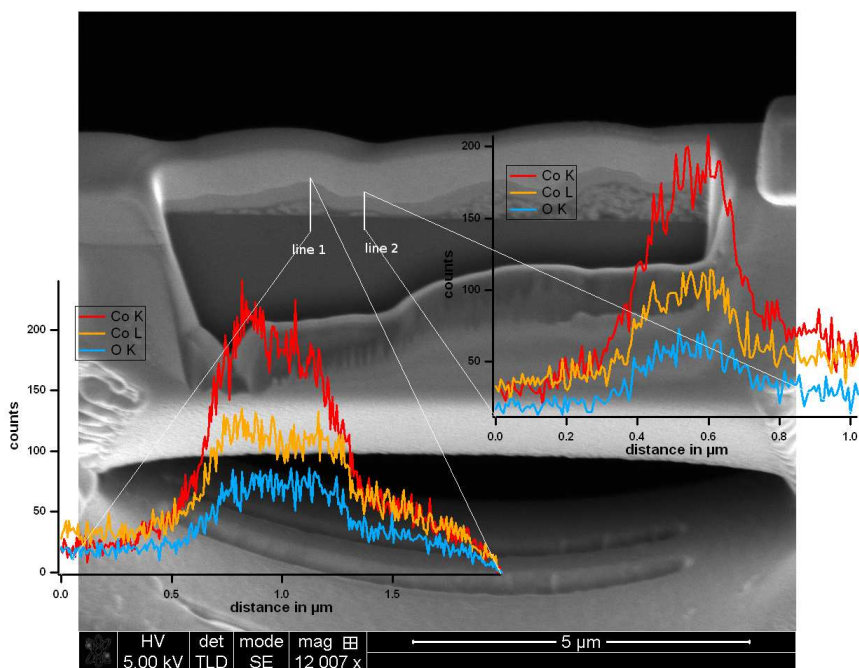 200
Co K
Co L
O K
150
counts
100
50
0.0
0.2
0.4
0.6
0.8
1.0
distance in µm
line 1
line 2
Co K
Co L
O K
200
150
counts
100
50
0
0.0
0.5
1.0
1.5
distance in µm
HV det mode mag
5 µm
5.00 kV TLD SE 12 007 x